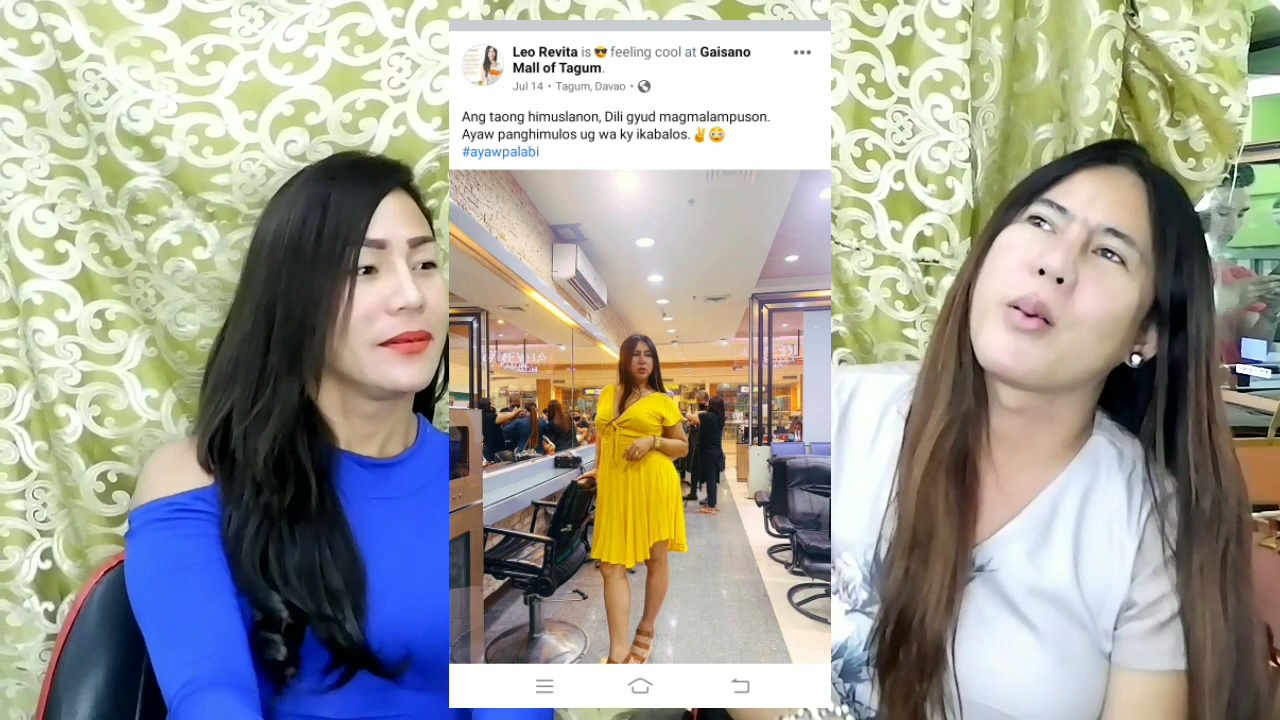 Leo Revita is 😎 feeling cool at Gaisano
Mall of Tagum.
Jul 14 • Tagum, Davao •
Ang taong himuslanon, Dili gyud magmalampuson.
Ayaw panghimulos ug wa ky ikabalos.✌😂
#ayawpalabi